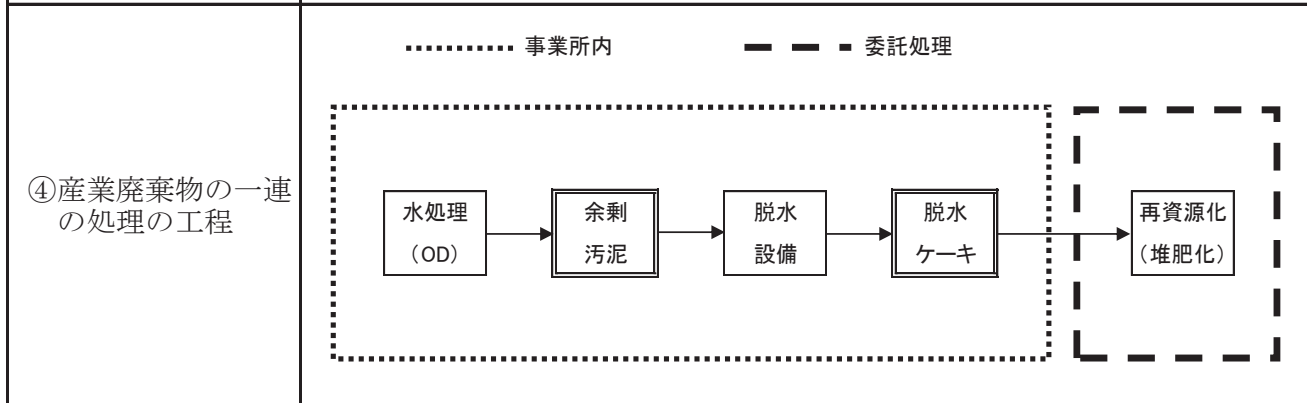 事業所内
委託処理
④産業廃棄物の一連
の処理の工程
水処理
(OD)
余剰
汚泥
脱水
設備
脱水
ケーキ
再資源化
(堆肥化)